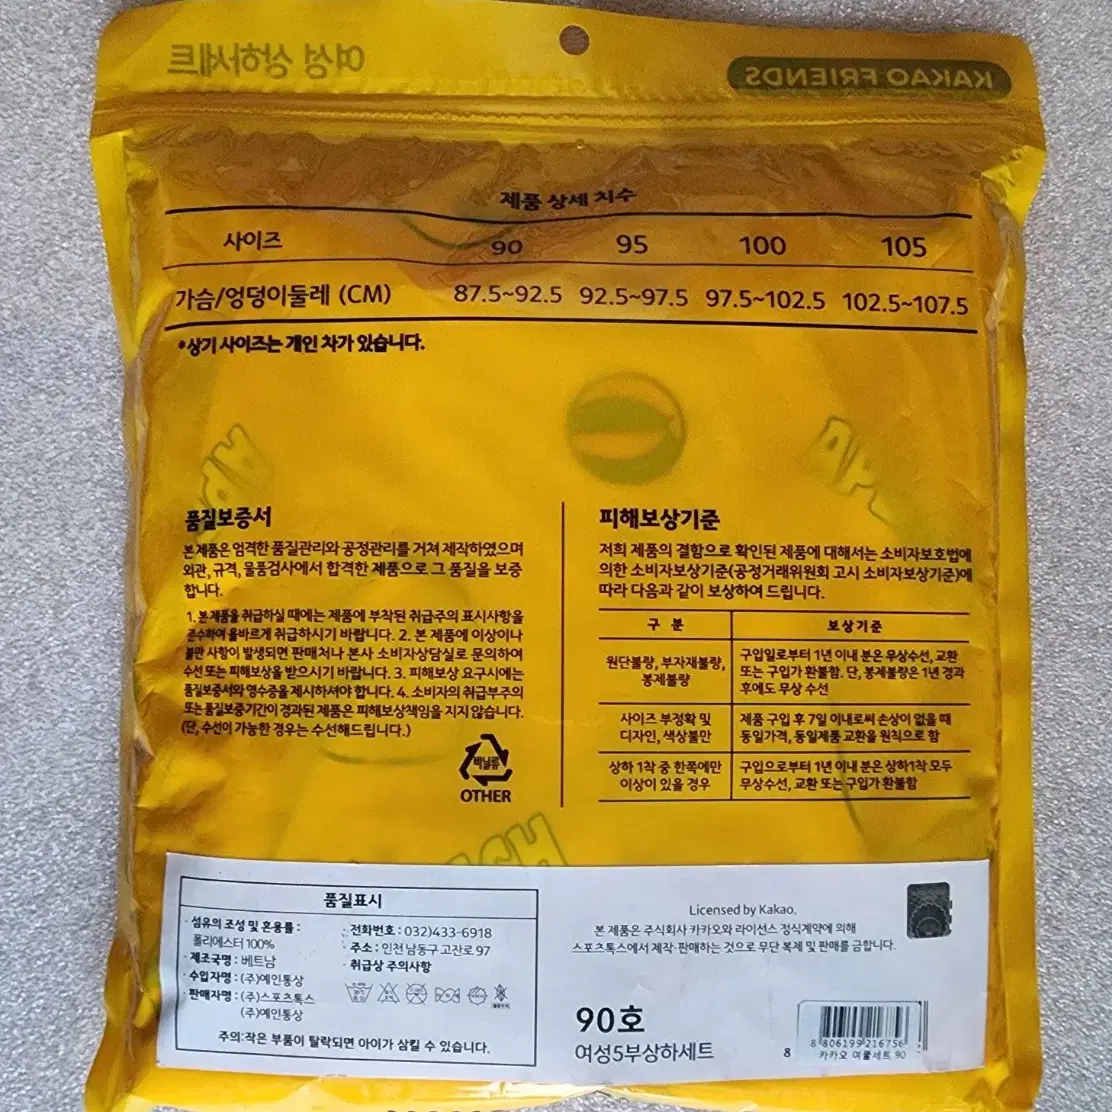 여성 상하세트
KAKAO FRIENDS
제품 상세 치수
사이즈 90 95 100 105
가슴/엉덩이둘레 (CM) 87.5~92.5 92.5~97.5 97.5~102.5 102.5~107.5
*상기 사이즈는 개인 차가 있습니다.
품질보증서
본 제품은 엄격한 품질관리와 공정관리를 거쳐 제작하였으며
외관, 규격, 물품검사에서 합격한 제품으로 그 품질을 보증
합니다.
1. 본 제품을 취급하실 때에는 제품에 부착된 취급주의 표시사항을
준수하여 올바르게 취급하시기 바랍니다. 2. 본 제품에 이상이나
불만 사항이 발생되면 판매처나 본사 소비자상담실로 문의하여
수선 또는 피해보상을 받으시기 바랍니다. 3. 피해보상 요구시에는
품질보증서와 영수증을 제시하셔야 합니다. 4. 소비자의 취급부주의
또는 품질보증기간이 경과된 제품은 피해보상책임을 지지 않습니다.
(단, 수선이 가능한 경우는 수선해드립니다.)
비닐류
OTHER
피해보상기준
저희 제품의 결함으로 확인된 제품에 대해서는 소비자보호법에
의한 소비자보상기준(공정거래위원회 고시 소비자보상기준)에
따라 다음과 같이 보상하여 드립니다.
구 분 보상기준
원단불량, 부자재불량,
봉제불량
구입일로부터 1년 이내 분은 무상수선, 교환
또는 구입가 환불함. 단, 봉제불량은 1년 경과
후에도 무상 수선
사이즈 부정확 및
디자인, 색상불만
제품 구입 후 7일 이내로써 손상이 없을 때
동일가격, 동일제품 교환을 원칙으로 함
상하 1착 중 한쪽에만
이상이 있을 경우
구입으로부터 1년 이내 분은 상하1착 모두
무상수선, 교환 또는 구입가 환불함
품질표시
· 섬유의 조성 및 혼용률 :
폴리에스터 100%
· 제조국명 : 베트남
· 수입자명 : (주)예인통상
· 판매자명 : (주)스포츠톡스
(주)예인통상
· 전화번호 : 032)433-6918
· 주소 : 인천 남동구 고잔로 97
· 취급상 주의사항
주의:작은 부품이 탈락되면 아이가 삼킬 수 있습니다.
Licensed by Kakao.
본 제품은 주식회사 카카오와 라이선스 정식계약에 의해
스포츠톡스에서 제작·판매하는 것으로 무단 복제 및 판매를 금합니다.
90호
여성5부상하세트
8 806199 216756
8
카카오 여쿨세트 90